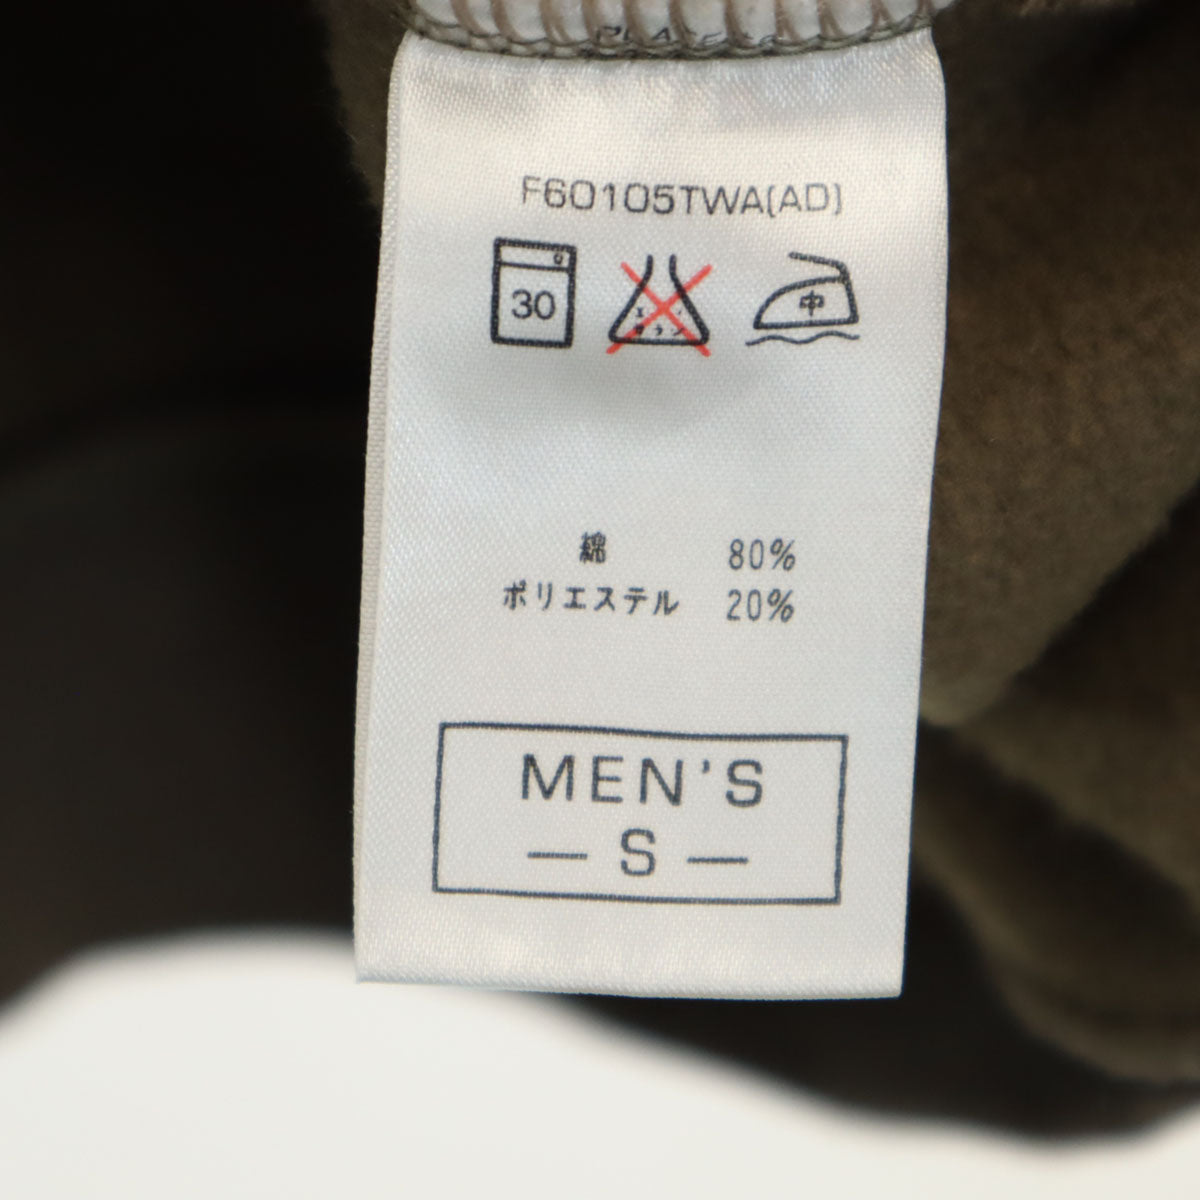 F60105TWA(AD)
30 中
綿 80%
ポリエステル 20%
MEN'S
— S —